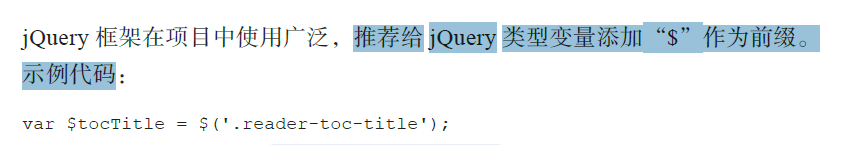 jQuery 框架在项目中使用广泛，推荐给 jQuery 类型变量添加“$”作为前缀。
示例代码：
var $tocTitle = $('.reader-toc-title');